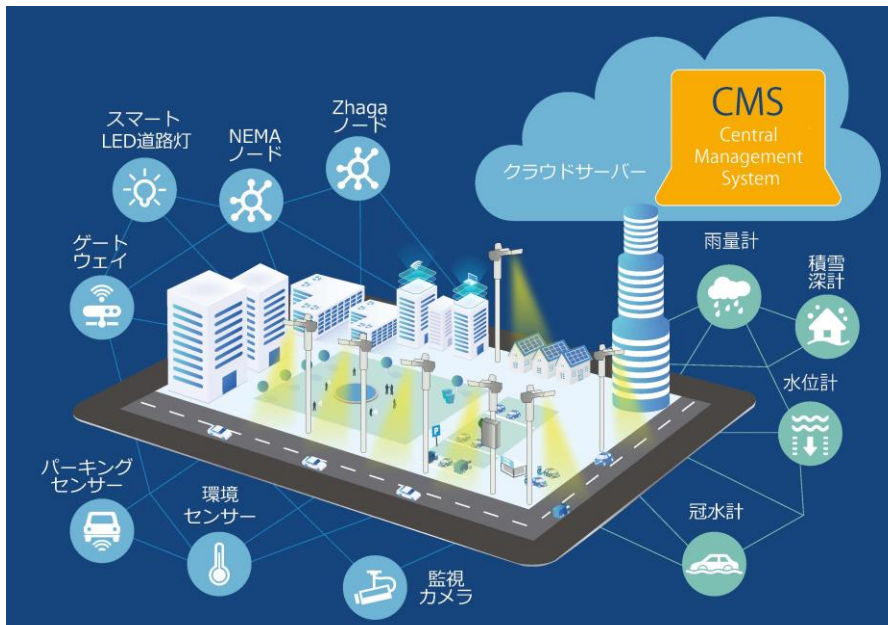 スマート
LED道路灯
NEMA
ノード
Zhaga
ノード
CMS
Central
Management
System
クラウドサーバー
ゲート
ウェイ
雨量計
積雪
深計
水位計
パーキング
センサー
環境
センサー
監視
カメラ
冠水計
P